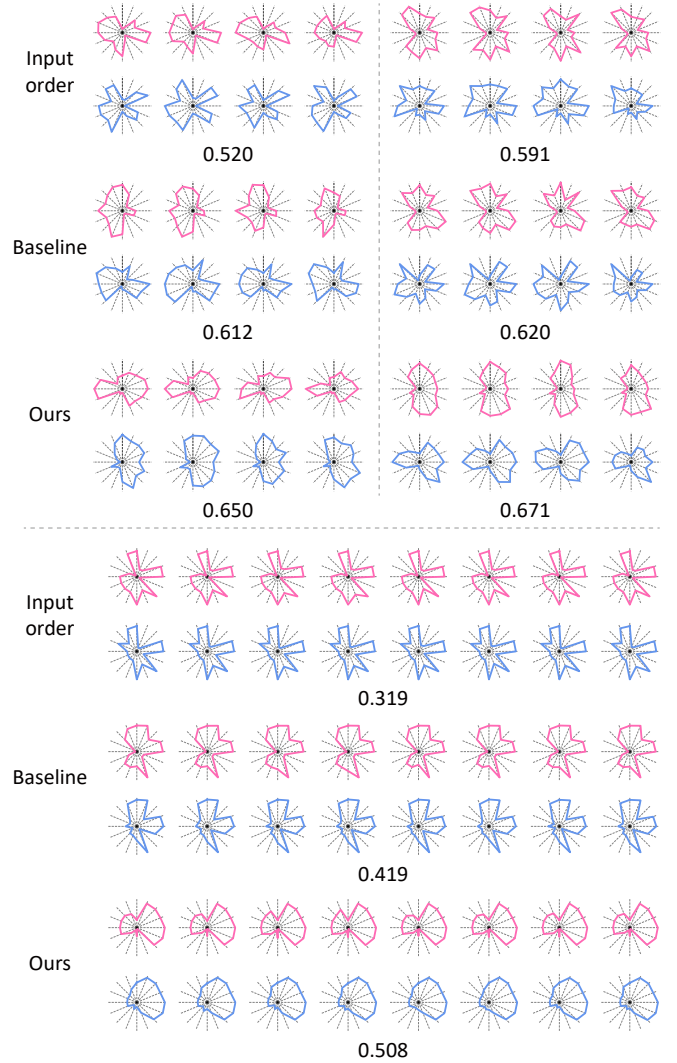 Input
order
0.520
0.591
Baseline
0.612
0.620
Ours
0.650
0.671
Input
order
0.319
Baseline
0.419
Ours
0.508